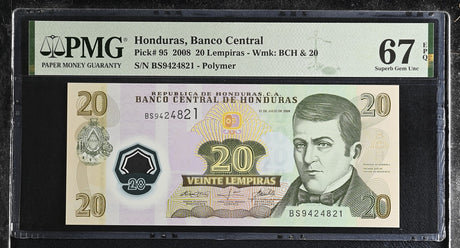 PMG
PAPER MONEY GUARANTY
Honduras, Banco Central
Pick# 95 2008 20 Lempiras - Wmk: BCH & 20
S/N BS9424821 - Polymer
67 EPQ
Superb Gem Unc
20
REPUBLICA DE HONDURAS, C.A.
BANCO CENTRAL DE HONDURAS
20
BS9424821
20
VEINTE LEMPIRAS
20
20
BS9424821
20